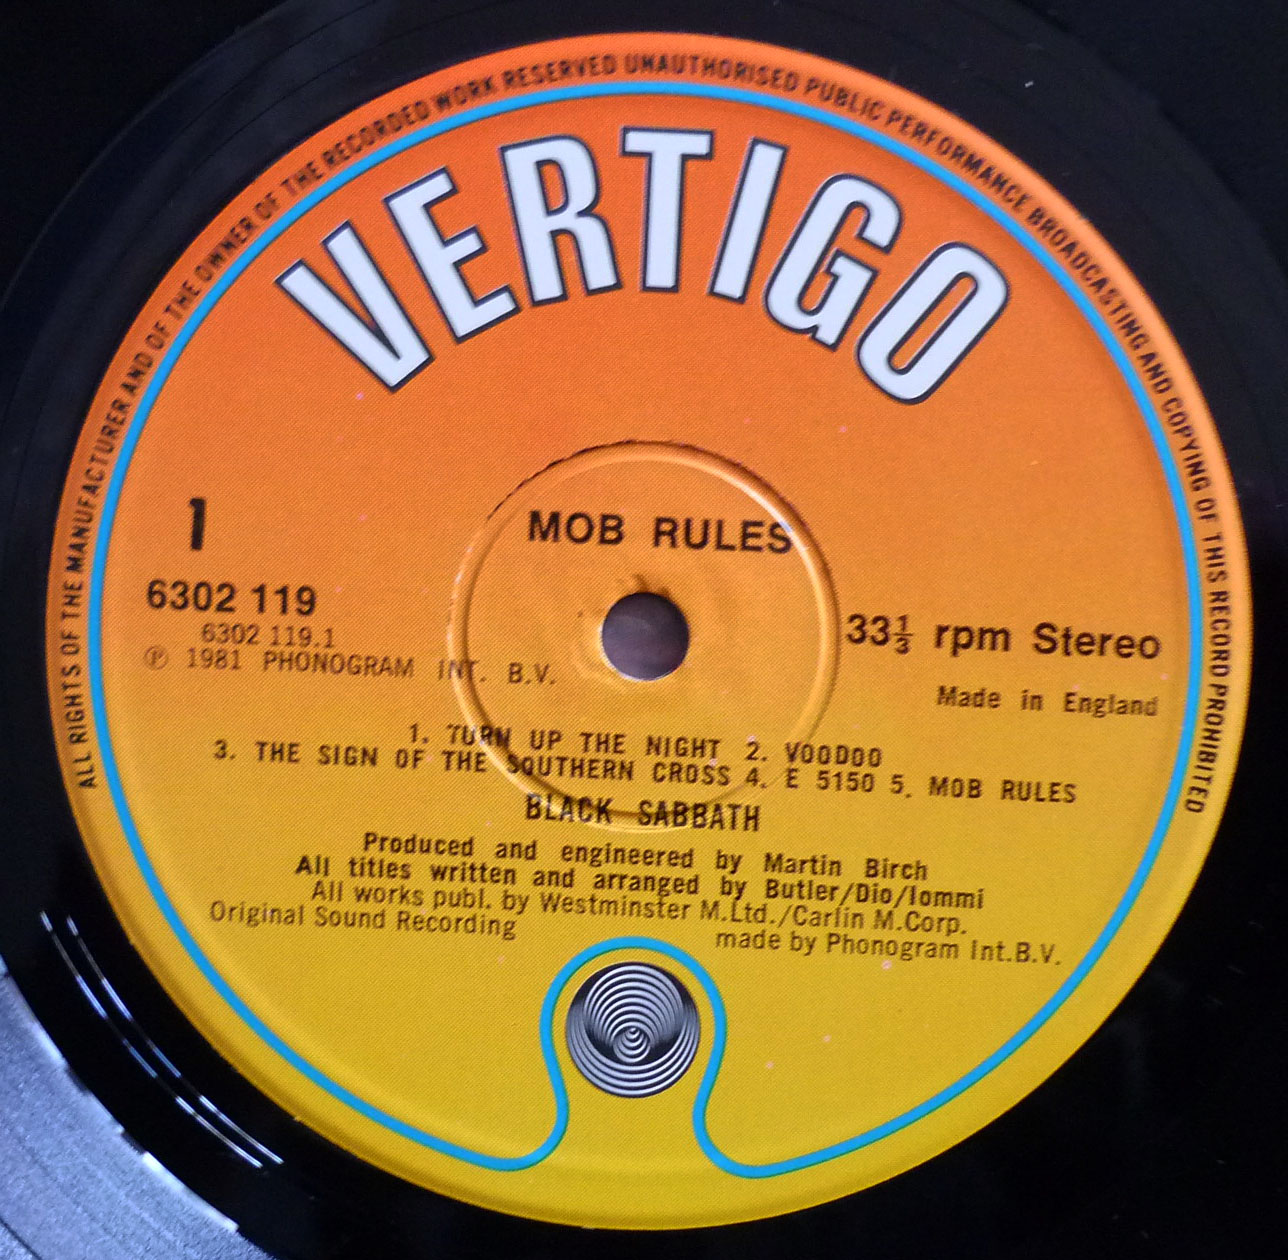 ALL RIGHTS OF THE MANUFACTURER AND OF THE OWNER OF THE RECORDED WORK RESERVED UNAUTHORISED PUBLIC PERFORMANCE BROADCASTING AND COPYING OF THIS RECORD PROHIBITED
VERTIGO
MOB RULES
1
6302 119
6302 119.1
℗ 1981 PHONOGRAM INT. B.V.
33⅓ rpm Stereo
Made in England
1. TURN UP THE NIGHT 2. VOODOO
3. THE SIGN OF THE SOUTHERN CROSS 4. E 5150 5. MOB RULES
BLACK SABBATH
Produced and engineered by Martin Birch
All titles written and arranged by Butler/Dio/Iommi
All works publ. by Westminster M.Ltd./Carlin M.Corp.
Original Sound Recording made by Phonogram Int.B.V.